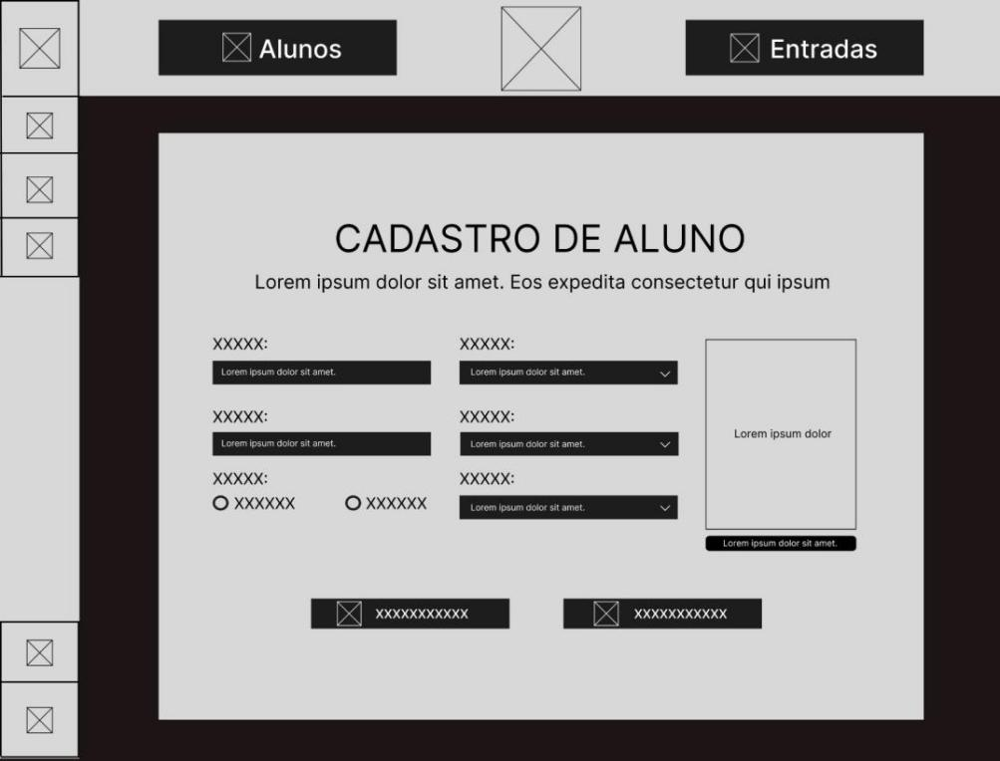 Alunos
Entradas
CADASTRO DE ALUNO
Lorem ipsum dolor sit amet. Eos expedita consectetur qui ipsum
XXXXX:
Lorem ipsum dolor sit amet.
XXXXX:
Lorem ipsum dolor sit amet.
XXXXX:
XXXXXX XXXXXX
XXXXX:
Lorem ipsum dolor sit amet.
XXXXX:
Lorem ipsum dolor sit amet.
XXXXX:
Lorem ipsum dolor sit amet.
Lorem ipsum dolor
Lorem ipsum dolor sit amet.
XXXXXXXXXXX
XXXXXXXXXXX